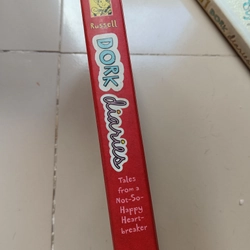 Russell
DORK
diaries
Tales
from a
Not-So-
Happy
Heart-
breaker